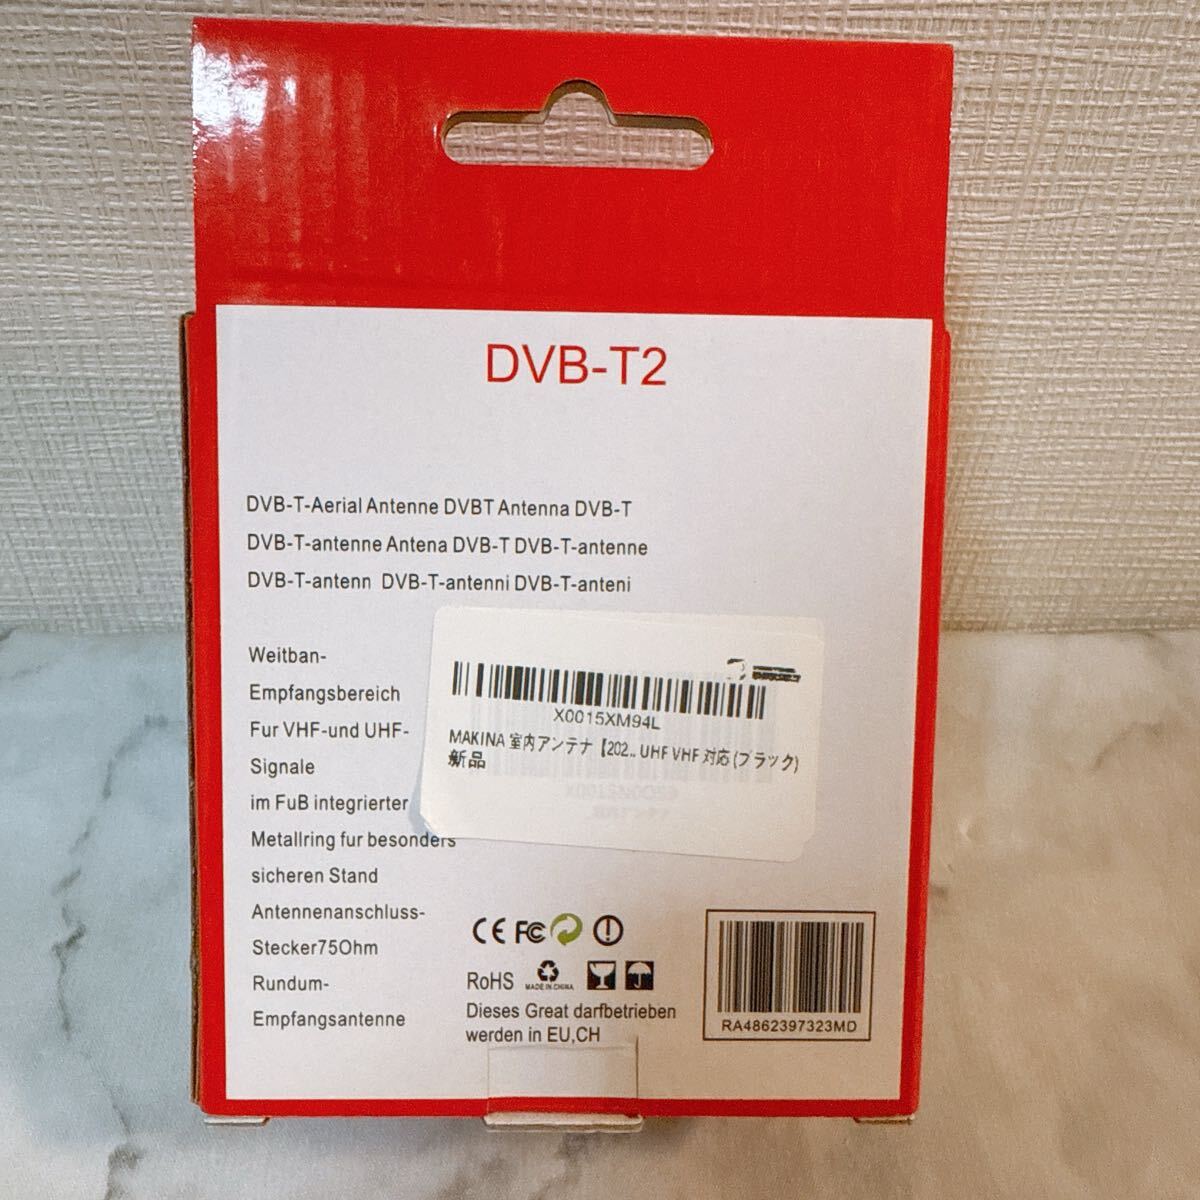 DVB-T2
DVB-T-Aerial Antenne DVBT Antenna DVB-T
DVB-T-antenne Antena DVB-T DVB-T-antenne
DVB-T-antenn DVB-T-antenni DVB-T-anteni
Weitban-
Empfangsbereich
Fur VHF-und UHF-
Signale
im FuB integrierter
Metallring fur besonders
sicheren Stand
Antennenanschluss-
Stecker75Ohm
Rundum-
Empfangsantenne
X0015XM94L
MAKINA 室内アンテナ【202.. UHF VHF 対応 (ブラック)
新品
CE FC
RoHS MADE IN CHINA
Dieses Great darfbetrieben
werden in EU,CH
RA4862397323MD